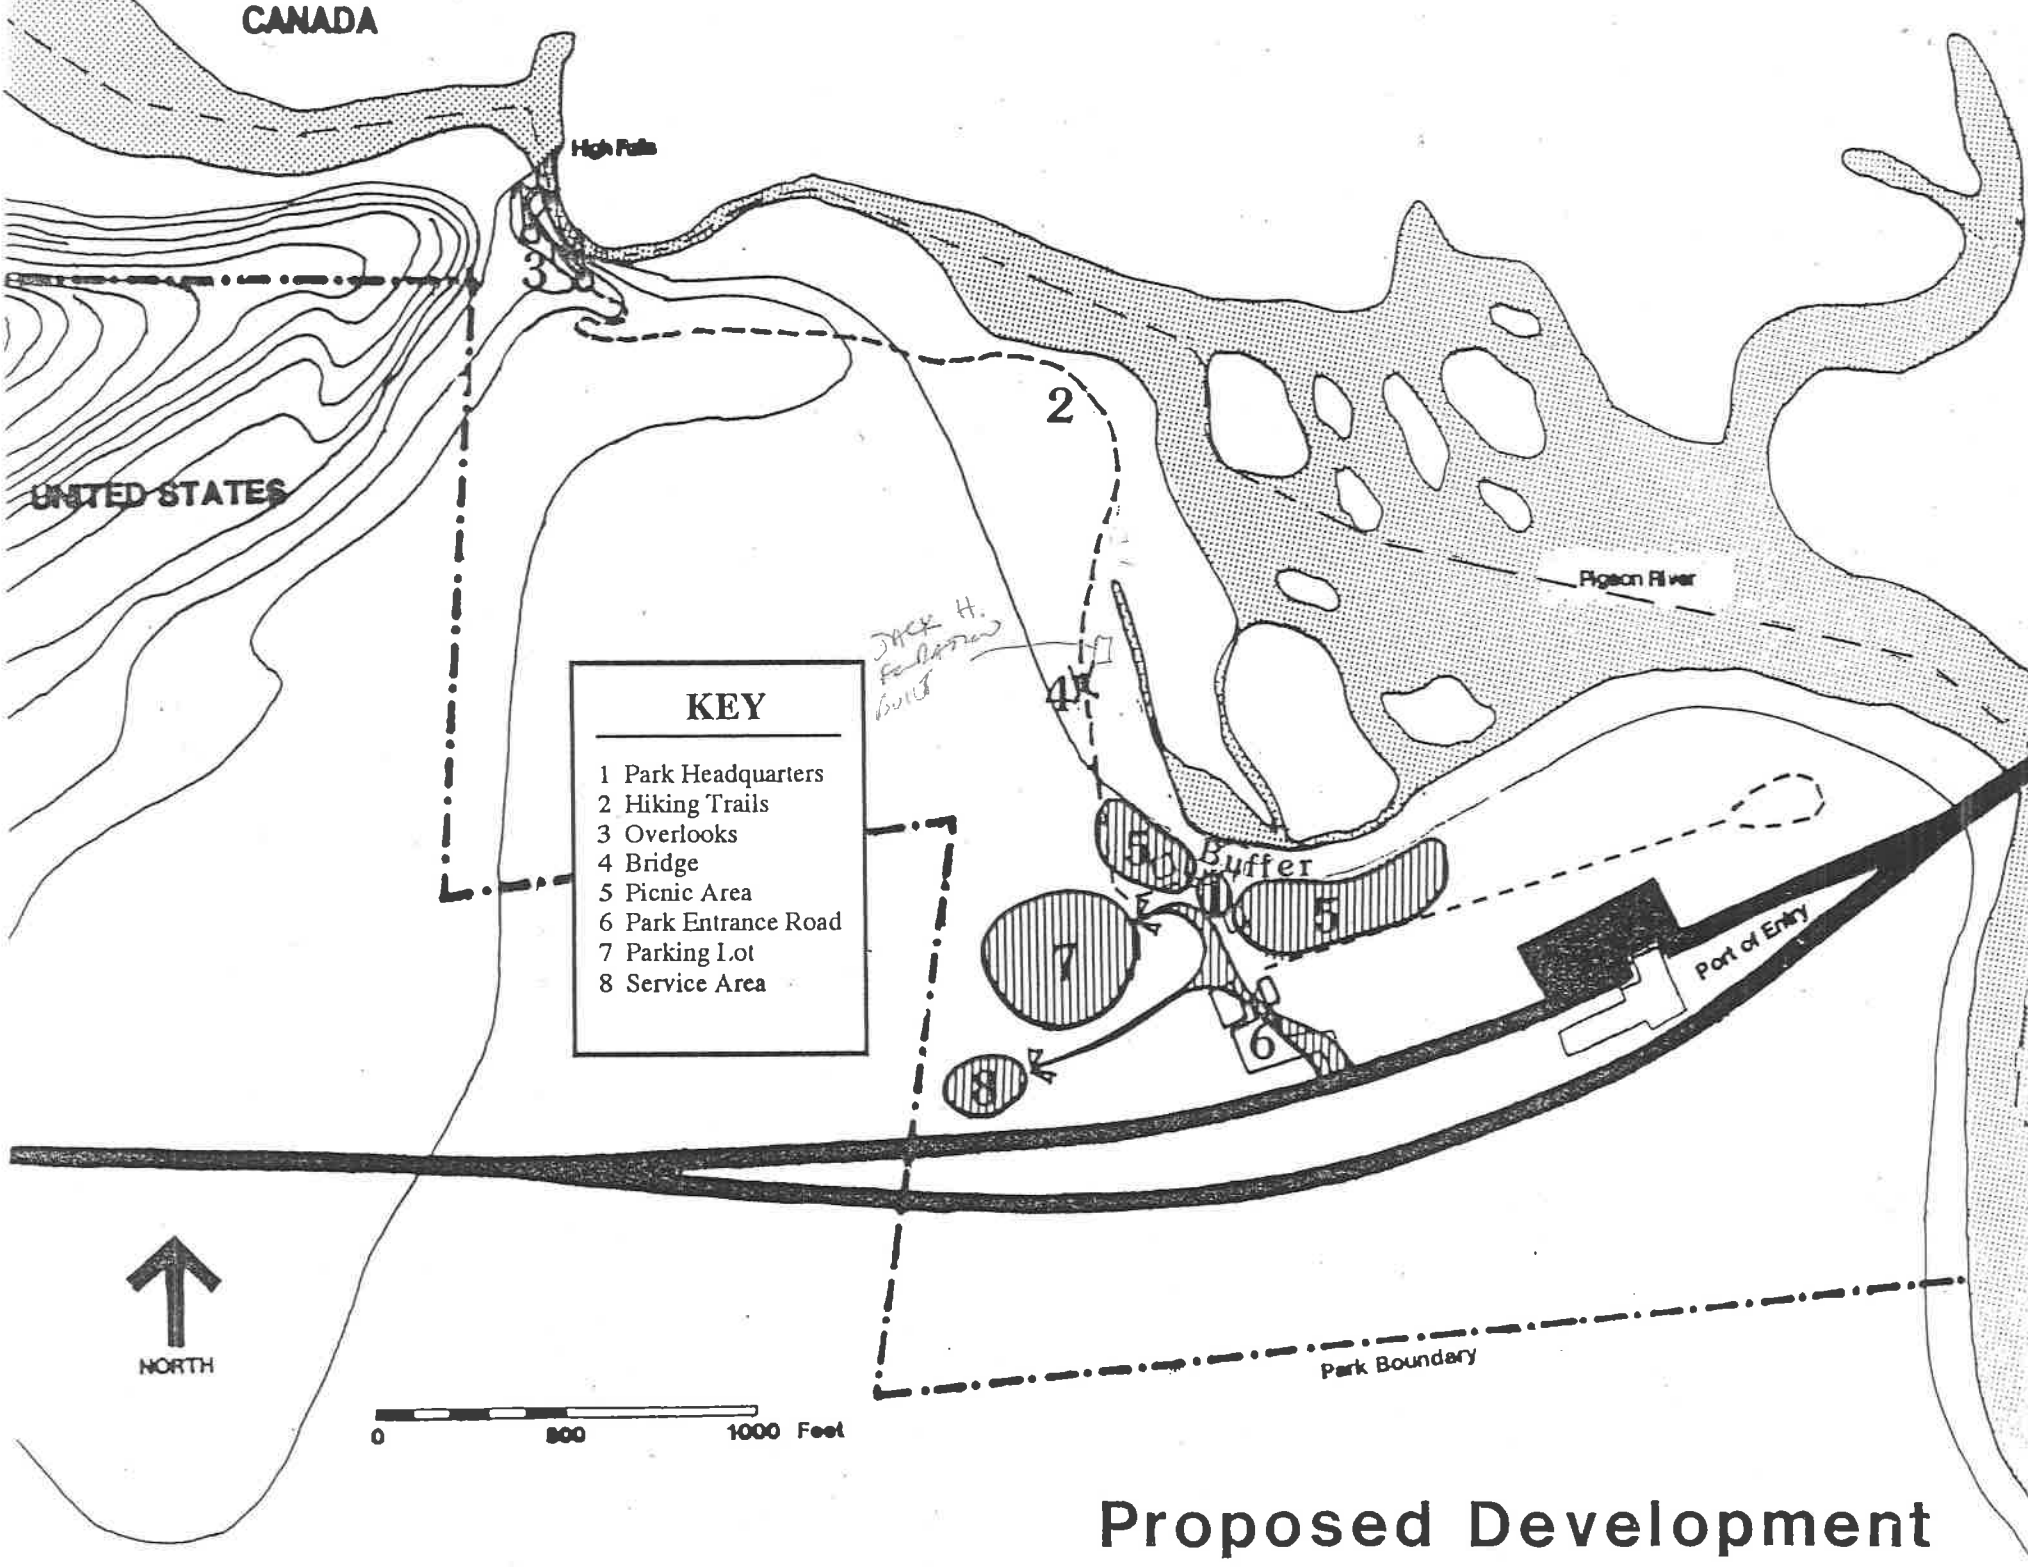 CANADA
High Falls
3
2
UNITED STATES
Pigeon River
JACK H.
BUILT
4
KEY
1 Park Headquarters
2 Hiking Trails
3 Overlooks
4 Bridge
5 Picnic Area
6 Park Entrance Road
7 Parking Lot
8 Service Area
5
Buffer
1
5
7
Port of Entry
6
8
NORTH
Park Boundary
0 500 1000 Feet
Proposed Development